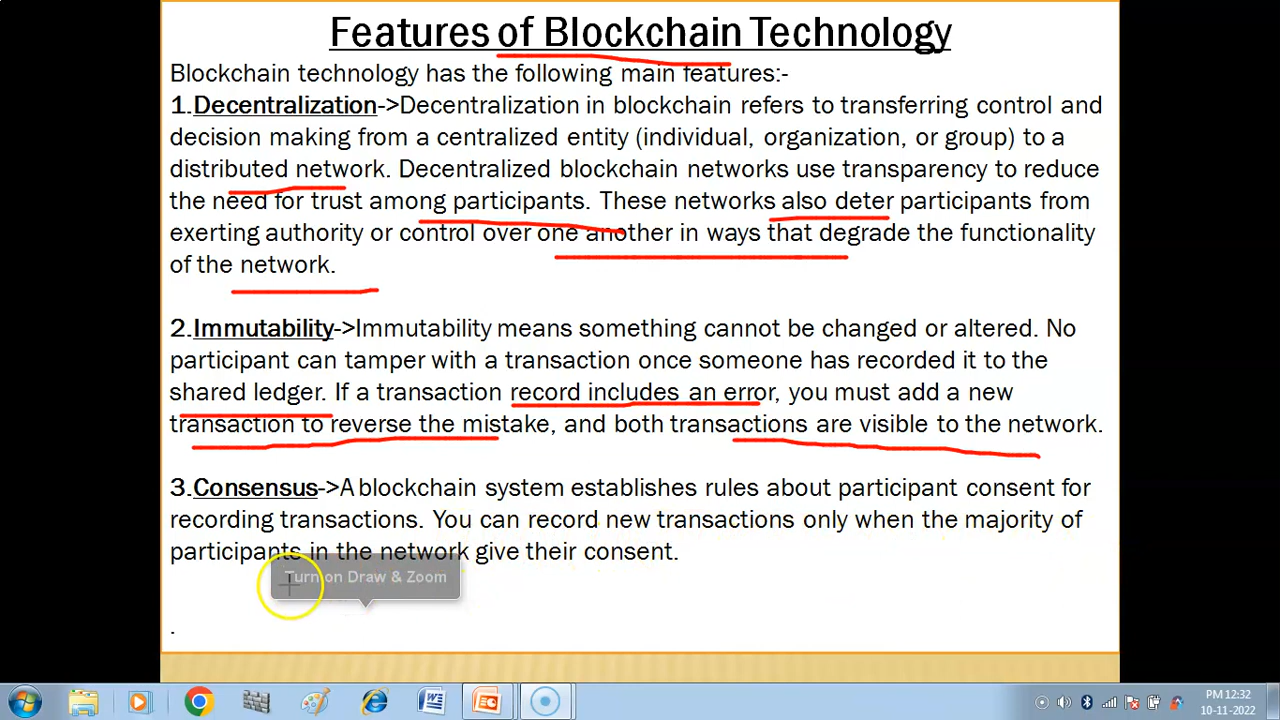 Features of Blockchain Technology
Blockchain technology has the following main features:-
1.Decentralization->Decentralization in blockchain refers to transferring control and
decision making from a centralized entity (individual, organization, or group) to a
distributed network. Decentralized blockchain networks use transparency to reduce
the need for trust among participants. These networks also deter participants from
exerting authority or control over one another in ways that degrade the functionality
of the network.
2.Immutability->Immutability means something cannot be changed or altered. No
participant can tamper with a transaction once someone has recorded it to the
shared ledger. If a transaction record includes an error, you must add a new
transaction to reverse the mistake, and both transactions are visible to the network.
3.Consensus->A blockchain system establishes rules about participant consent for
recording transactions. You can record new transactions only when the majority of
participants in the network give their consent.
Turn on Draw & Zoom
.
PM 12:32
10-11-2022